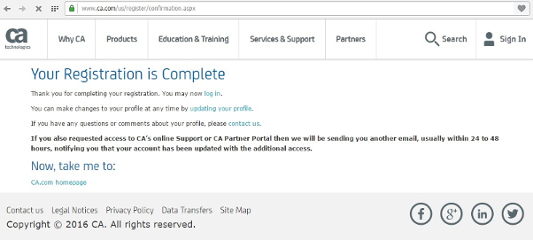 www.ca.com/us/register/confirmation.aspx
ca
technologies
Why CA Products Education & Training Services & Support Partners Search Sign In
Your Registration is Complete
Thank you for completing your registration. You may now log in.
You can make changes to your profile at any time by updating your profile.
If you have any questions or comments about your profile, please contact us.
If you also requested access to CA's online Support or CA Partner Portal then we will be sending you another email, usually within 24 to 48
hours, notifying you that your account has been updated with the additional access.
Now, take me to:
CA.com homepage
Contact us Legal Notices Privacy Policy Data Transfers Site Map
Copyright © 2016 CA. All rights reserved.
f g+ in